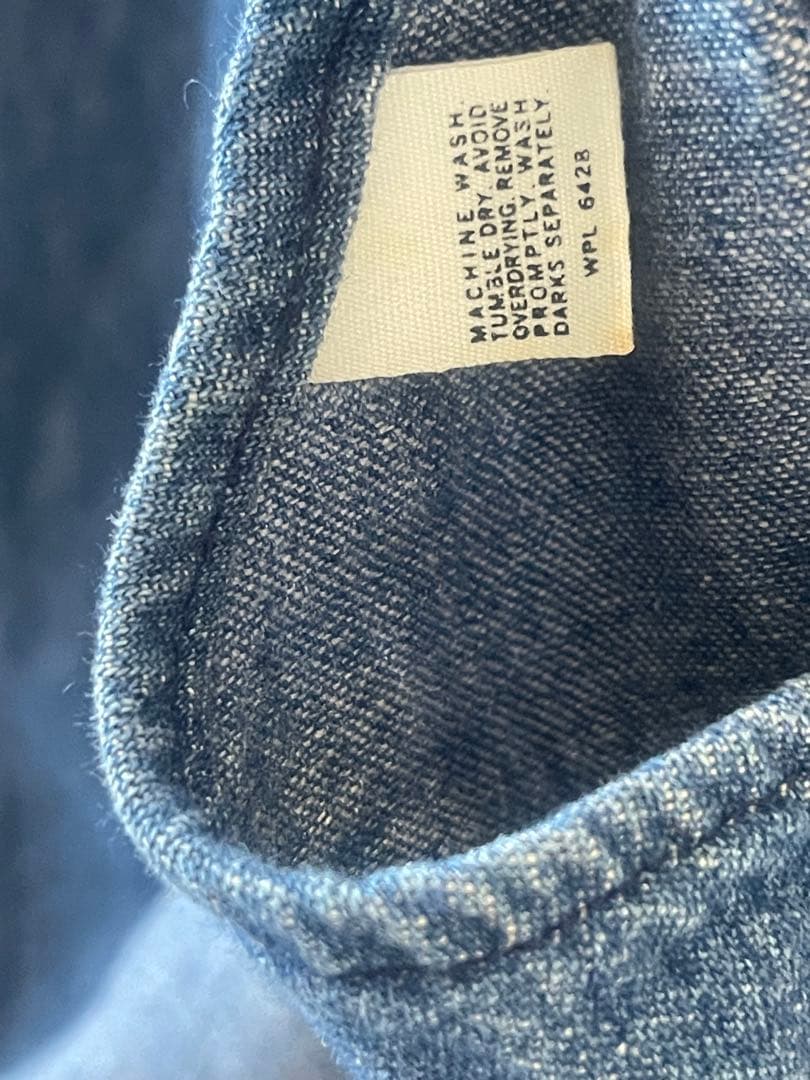 MACHINE WASH.
TUMBLE DRY. AVOID
OVERDRYING. REMOVE
PROMPTLY. WASH
DARKS SEPARATELY.
WPL 6428